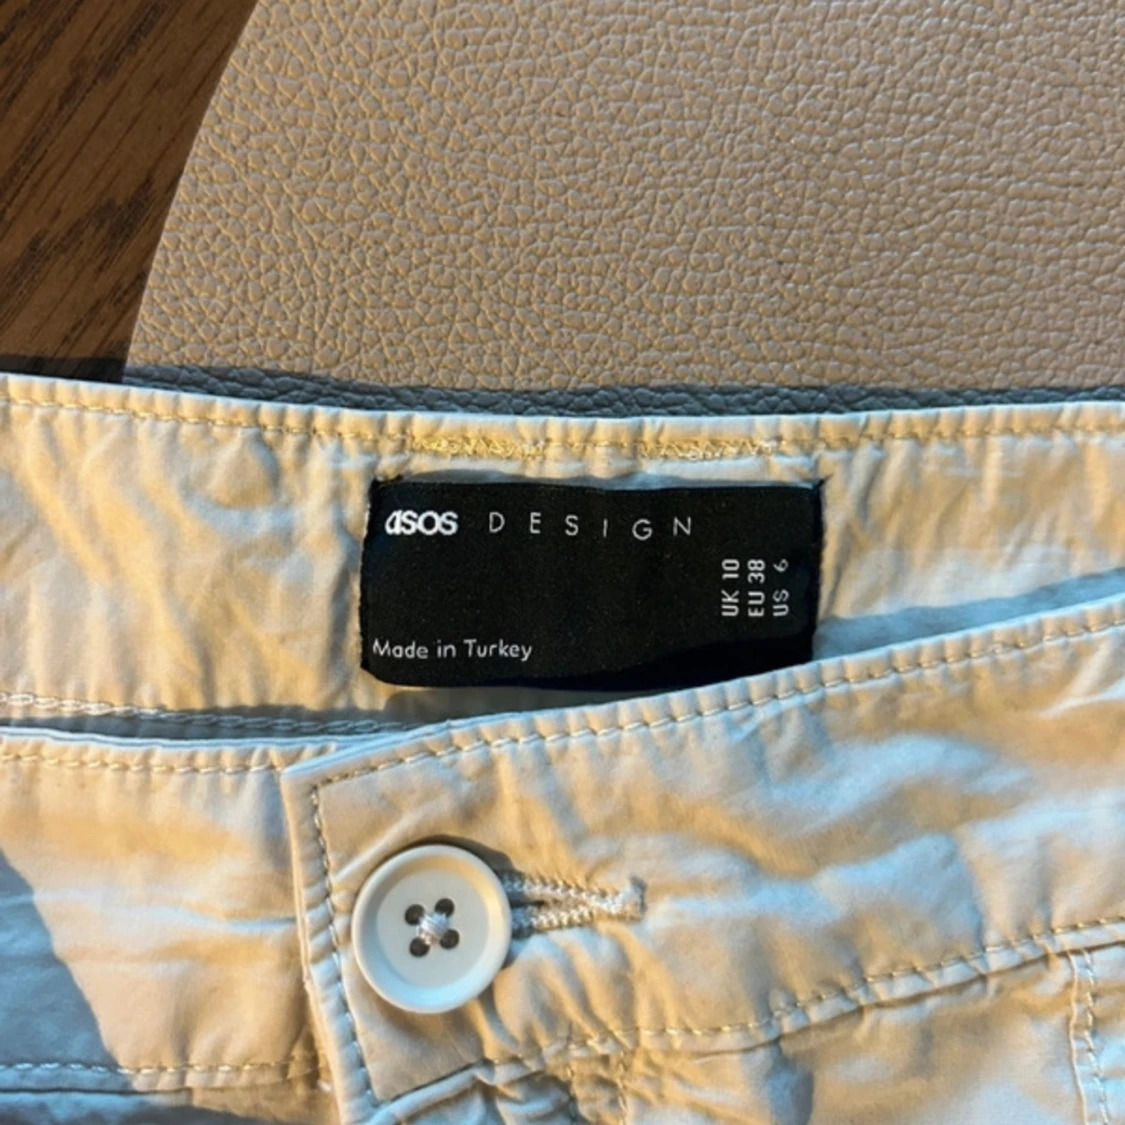 asos DESIGN
UK 10
EU 38
US 6
Made in Turkey